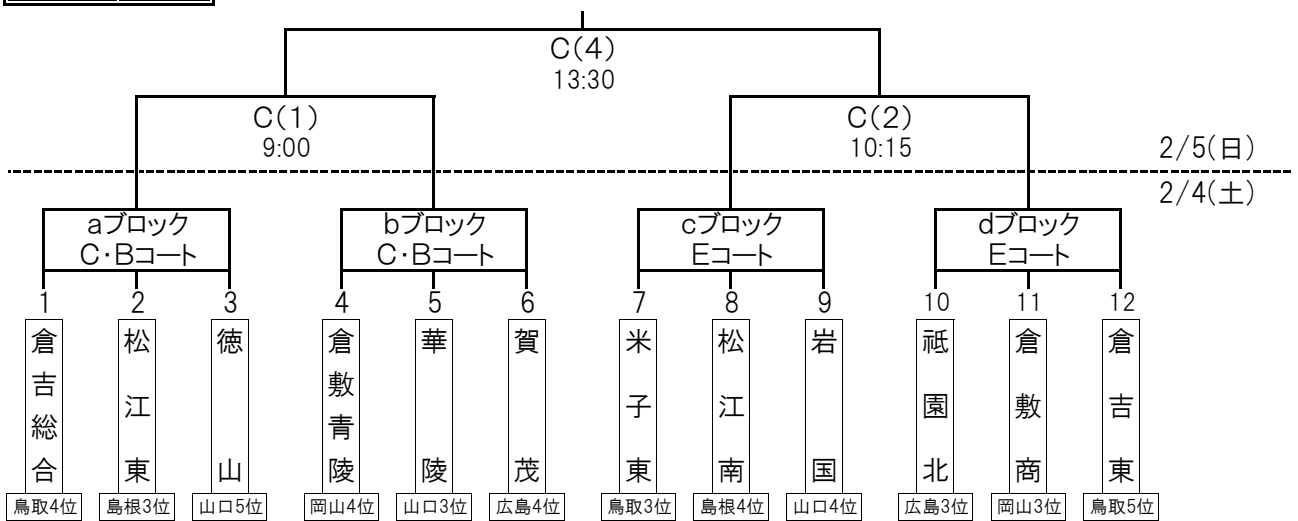 C(4)
13:30
C(1)
9:00
C(2)
10:15
2/5(日)
2/4(土)
aブロック
C・Bコート
bブロック
C・Bコート
cブロック
Eコート
dブロック
Eコート
1
2
3
4
5
6
7
8
9
10
11
12
倉吉総合
松江東
徳山
倉敷青陵
華陵
賀茂
米子東
松江南
岩国
祇園北
倉敷商
倉吉東
鳥取4位
島根3位
山口5位
岡山4位
山口3位
広島4位
鳥取3位
島根4位
山口4位
広島3位
岡山3位
鳥取5位